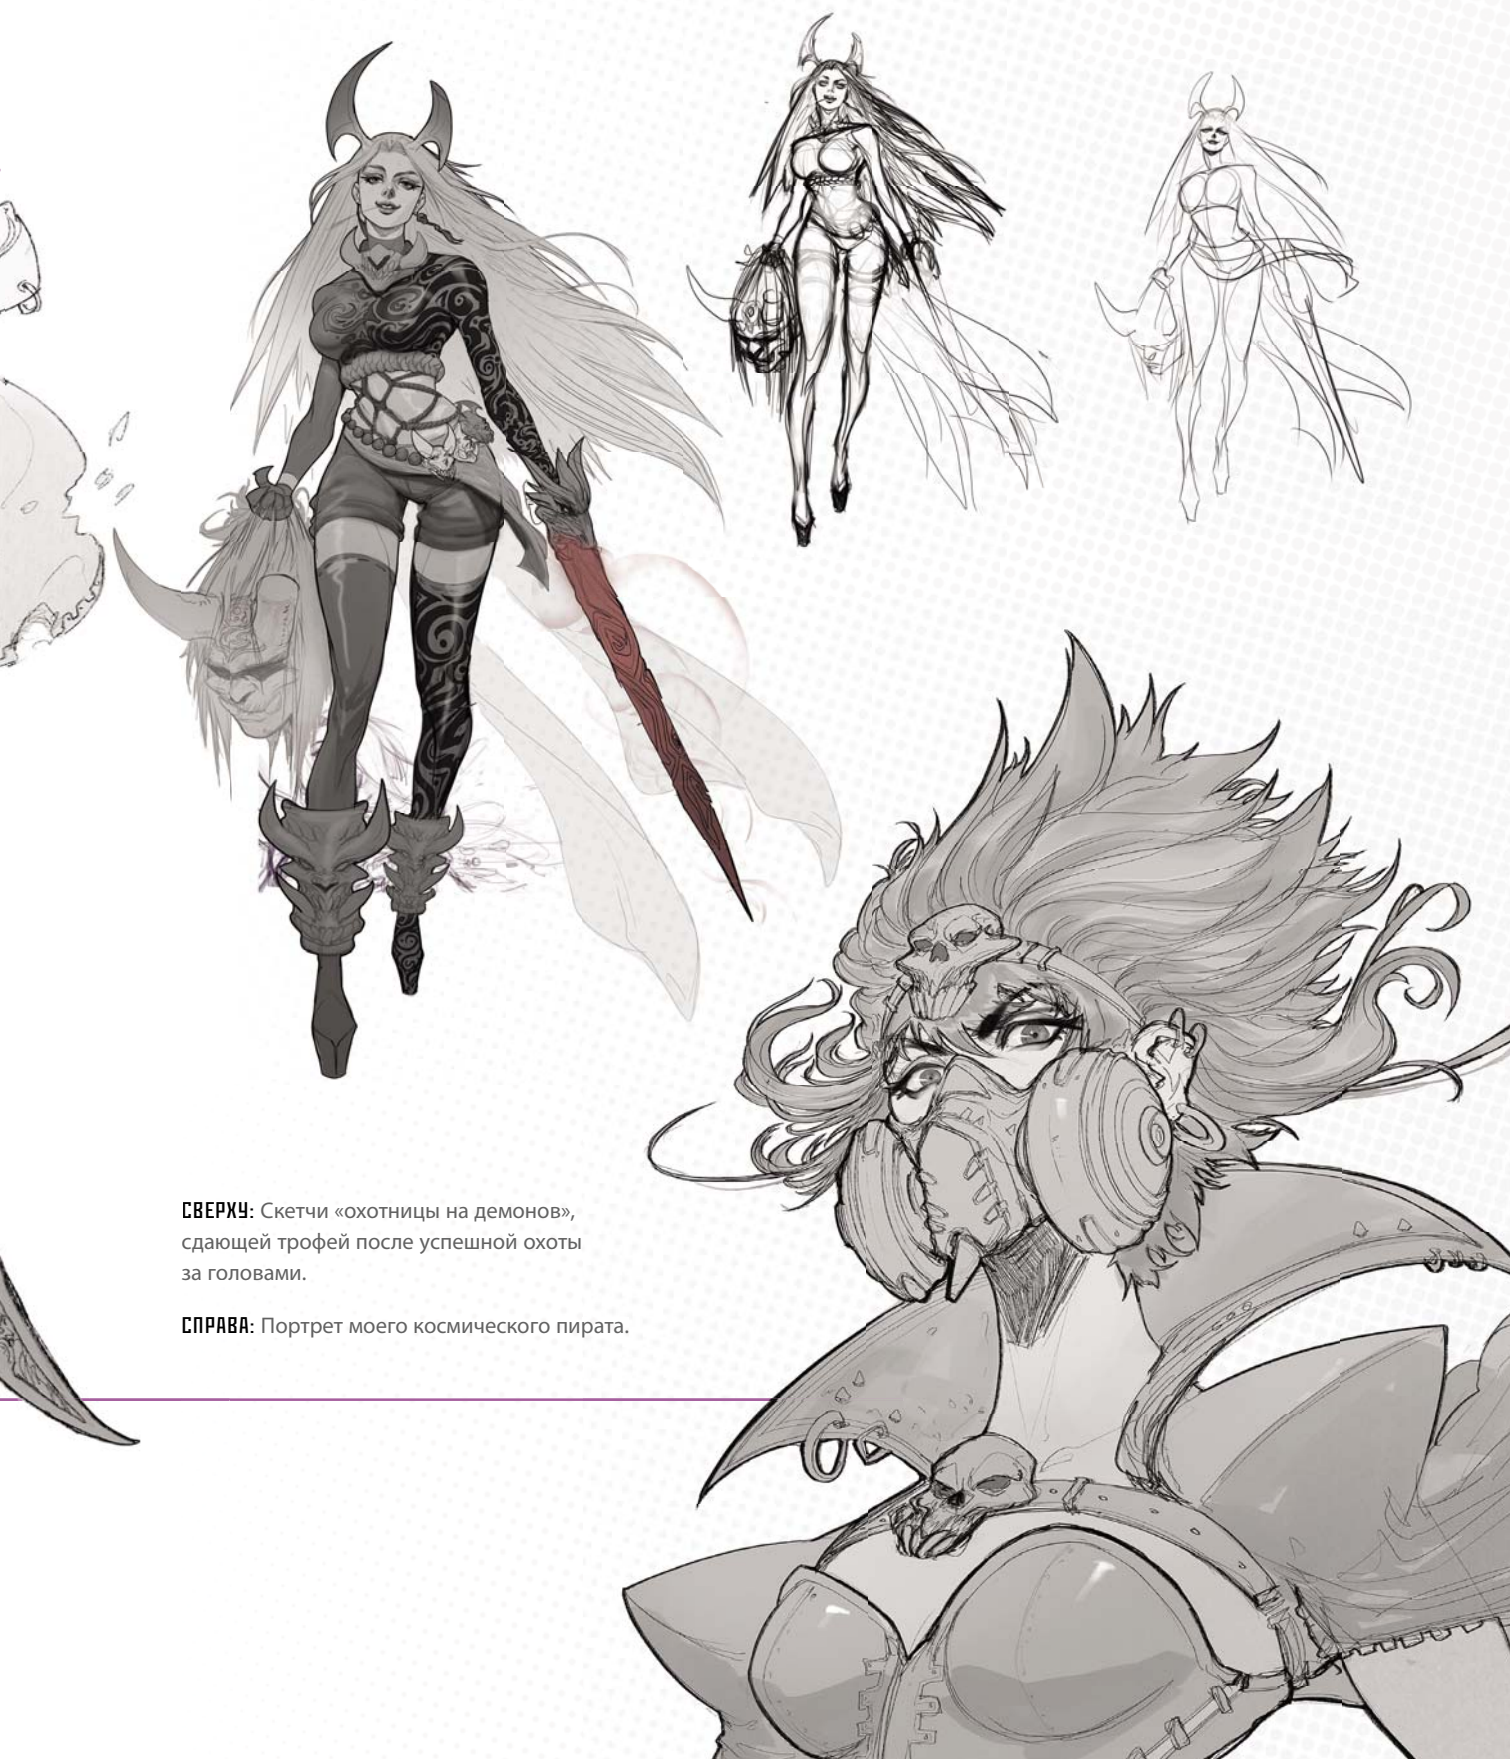 СВЕРХУ: Скетчи «охотницы на демонов»,
сдающей трофей после успешной охоты
за головами.
СПРАВА: Портрет моего космического пирата.